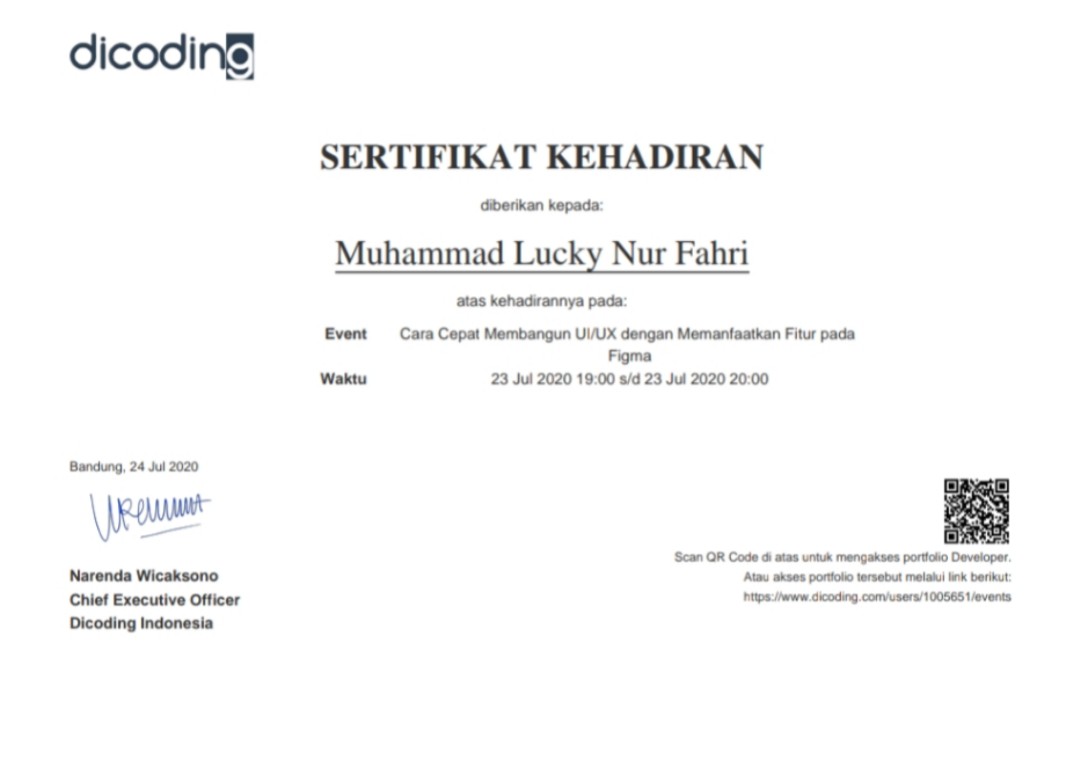 dicoding
SERTIFIKAT KEHADIRAN
diberikan kepada:
Muhammad Lucky Nur Fahri
atas kehadirannya pada:
Event Cara Cepat Membangun UI/UX dengan Memanfaatkan Fitur pada
Figma
Waktu 23 Jul 2020 19:00 s/d 23 Jul 2020 20:00
Bandung, 24 Jul 2020
Narenda Wicaksono
Chief Executive Officer
Dicoding Indonesia
Scan QR Code di atas untuk mengakses portfolio Developer.
Atau akses portfolio tersebut melalui link berikut:
https://www.dicoding.com/users/1005651/events